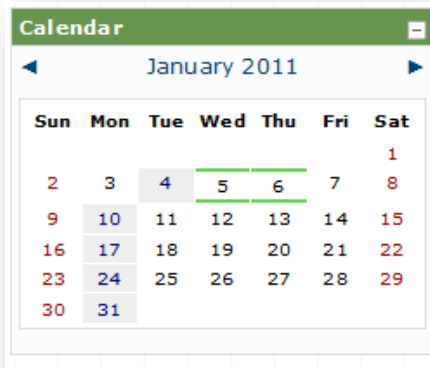 Calendar
◄ January 2011 ►
Sun Mon Tue Wed Thu Fri Sat
1
2 3 4 5 6 7 8
9 10 11 12 13 14 15
16 17 18 19 20 21 22
23 24 25 26 27 28 29
30 31